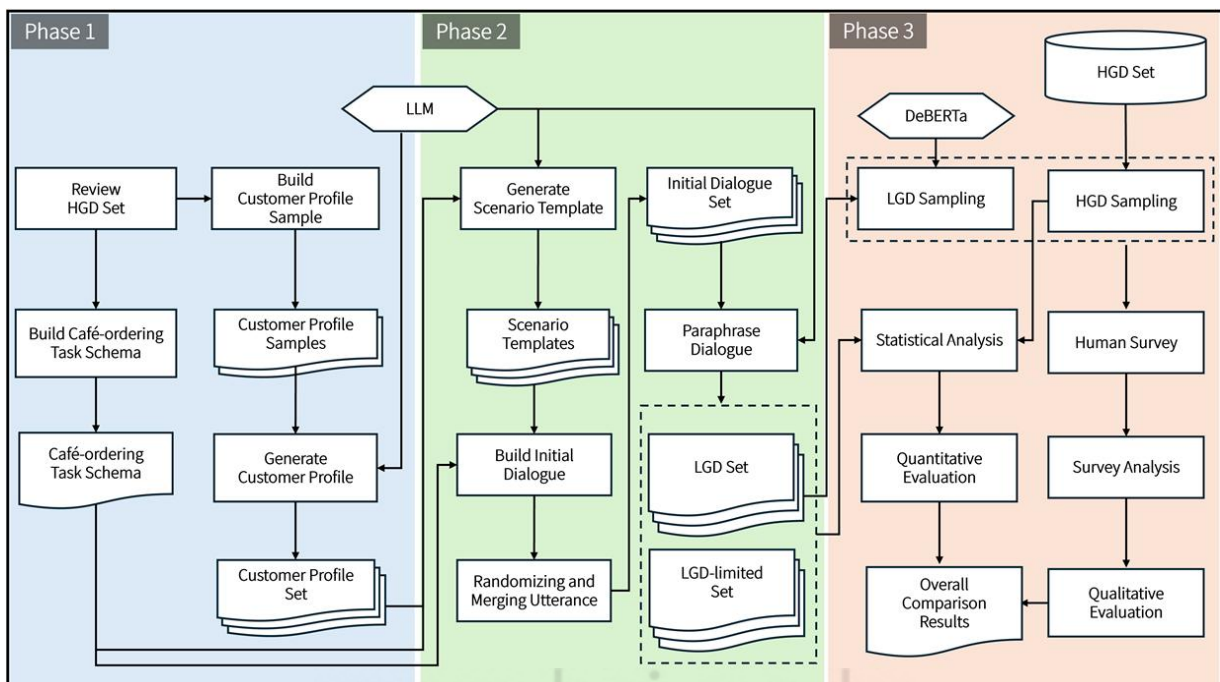 Phase 1
Phase 2
Phase 3
LLM
HGD Set
DeBERTa
Review
HGD Set
Build
Customer Profile
Sample
Generate
Scenario Template
Initial Dialogue
Set
LGD Sampling
HGD Sampling
Build Café-ordering
Task Schema
Customer Profile
Samples
Scenario
Templates
Paraphrase
Dialogue
Statistical Analysis
Human Survey
Café-ordering
Task Schema
Generate
Customer Profile
Build Initial
Dialogue
LGD Set
Quantitative
Evaluation
Survey Analysis
Customer Profile
Set
Randomizing and
Merging Utterance
LGD-limited
Set
Overall
Comparison
Results
Qualitative
Evaluation